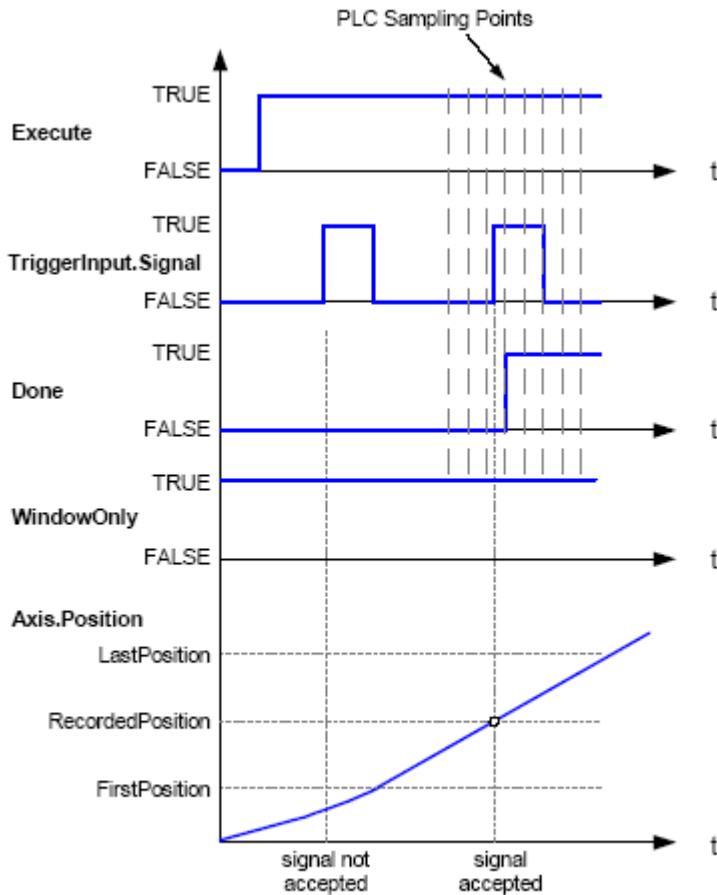 PLC Sampling Points
TRUE
Execute
FALSE
t
TRUE
TriggerInput.Signal
FALSE
t
TRUE
Done
FALSE
t
TRUE
WindowOnly
FALSE
t
Axis.Position
LastPosition
RecordedPosition
FirstPosition
t
signal not
accepted
signal
accepted